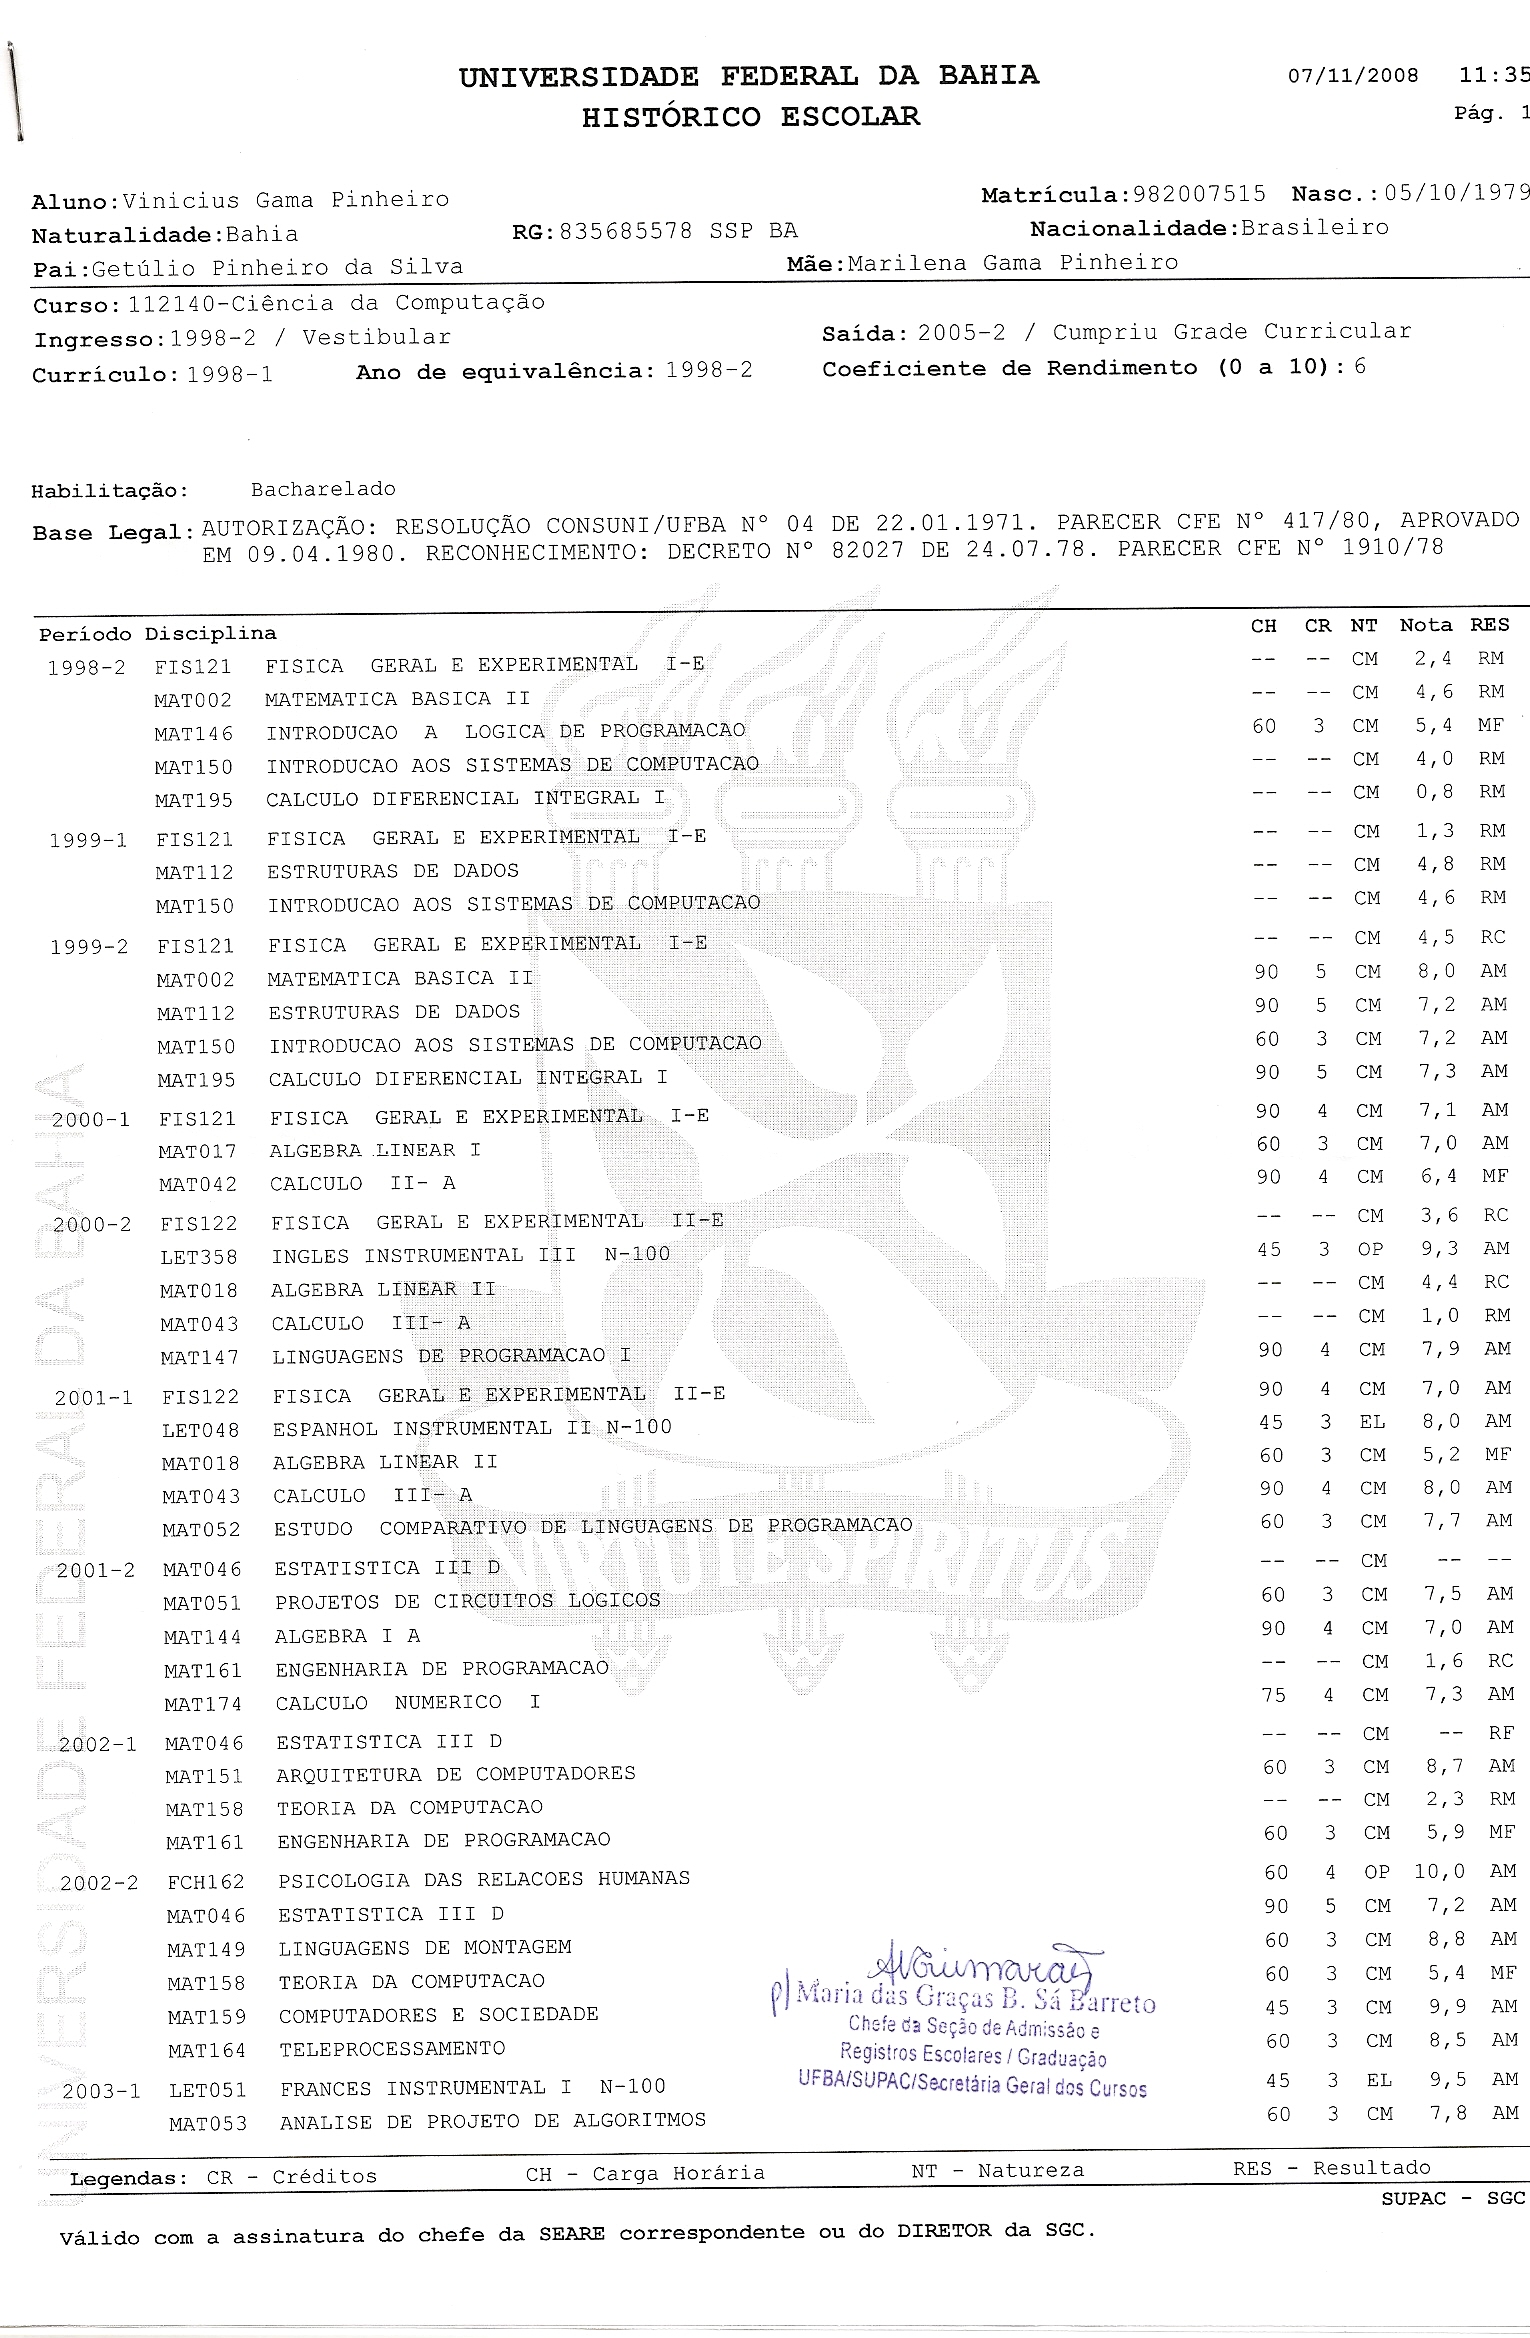 UNIVERSIDADE FEDERAL DA BAHIA 07/11/2008 11:35
HISTÓRICO ESCOLAR Pág. 1
Aluno:Vinicius Gama Pinheiro Matrícula:982007515 Nasc.:05/10/1979
Naturalidade:Bahia RG:835685578 SSP BA Nacionalidade:Brasileiro
Pai:Getúlio Pinheiro da Silva Mãe:Marilena Gama Pinheiro
Curso:112140-Ciência da Computação
Ingresso:1998-2 / Vestibular Saída: 2005-2 / Cumpriu Grade Curricular
Currículo:1998-1 Ano de equivalência: 1998-2 Coeficiente de Rendimento (0 a 10):6
Habilitação: Bacharelado
Base Legal: AUTORIZAÇÃO: RESOLUÇÃO CONSUNI/UFBA Nº 04 DE 22.01.1971. PARECER CFE Nº 417/80, APROVADO
EM 09.04.1980. RECONHECIMENTO: DECRETO Nº 82027 DE 24.07.78. PARECER CFE Nº 1910/78
Período Disciplina CH CR NT Nota RES
1998-2 FIS121 FISICA GERAL E EXPERIMENTAL I-E -- -- CM 2,4 RM
MAT002 MATEMATICA BASICA II -- -- CM 4,6 RM
MAT146 INTRODUCAO A LOGICA DE PROGRAMACAO 60 3 CM 5,4 MF
MAT150 INTRODUCAO AOS SISTEMAS DE COMPUTACAO -- -- CM 4,0 RM
MAT195 CALCULO DIFERENCIAL INTEGRAL I -- -- CM 0,8 RM
1999-1 FIS121 FISICA GERAL E EXPERIMENTAL I-E -- -- CM 1,3 RM
MAT112 ESTRUTURAS DE DADOS -- -- CM 4,8 RM
MAT150 INTRODUCAO AOS SISTEMAS DE COMPUTACAO -- -- CM 4,6 RM
1999-2 FIS121 FISICA GERAL E EXPERIMENTAL I-E -- -- CM 4,5 RC
MAT002 MATEMATICA BASICA II 90 5 CM 8,0 AM
MAT112 ESTRUTURAS DE DADOS 90 5 CM 7,2 AM
MAT150 INTRODUCAO AOS SISTEMAS DE COMPUTACAO 60 3 CM 7,2 AM
MAT195 CALCULO DIFERENCIAL INTEGRAL I 90 5 CM 7,3 AM
2000-1 FIS121 FISICA GERAL E EXPERIMENTAL I-E 90 4 CM 7,1 AM
MAT017 ALGEBRA LINEAR I 60 3 CM 7,0 AM
MAT042 CALCULO II- A 90 4 CM 6,4 MF
2000-2 FIS122 FISICA GERAL E EXPERIMENTAL II-E -- -- CM 3,6 RC
LET358 INGLES INSTRUMENTAL III N-100 45 3 OP 9,3 AM
MAT018 ALGEBRA LINEAR II -- -- CM 4,4 RC
MAT043 CALCULO III- A -- -- CM 1,0 RM
MAT147 LINGUAGENS DE PROGRAMACAO I 90 4 CM 7,9 AM
2001-1 FIS122 FISICA GERAL E EXPERIMENTAL II-E 90 4 CM 7,0 AM
LET048 ESPANHOL INSTRUMENTAL II N-100 45 3 EL 8,0 AM
MAT018 ALGEBRA LINEAR II 60 3 CM 5,2 MF
MAT043 CALCULO III- A 90 4 CM 8,0 AM
MAT052 ESTUDO COMPARATIVO DE LINGUAGENS DE PROGRAMACAO 60 3 CM 7,7 AM
VIRTUTE SPIRITUS
2001-2 MAT046 ESTATISTICA III D -- -- CM -- --
MAT051 PROJETOS DE CIRCUITOS LOGICOS 60 3 CM 7,5 AM
MAT144 ALGEBRA I A 90 4 CM 7,0 AM
MAT161 ENGENHARIA DE PROGRAMACAO -- -- CM 1,6 RC
MAT174 CALCULO NUMERICO I 75 4 CM 7,3 AM
2002-1 MAT046 ESTATISTICA III D -- -- CM -- RF
MAT151 ARQUITETURA DE COMPUTADORES 60 3 CM 8,7 AM
MAT158 TEORIA DA COMPUTACAO -- -- CM 2,3 RM
MAT161 ENGENHARIA DE PROGRAMACAO 60 3 CM 5,9 MF
2002-2 FCH162 PSICOLOGIA DAS RELACOES HUMANAS 60 4 OP 10,0 AM
MAT046 ESTATISTICA III D 90 5 CM 7,2 AM
MAT149 LINGUAGENS DE MONTAGEM 60 3 CM 8,8 AM
MAT158 TEORIA DA COMPUTACAO 60 3 CM 5,4 MF
MAT159 COMPUTADORES E SOCIEDADE 45 3 CM 9,9 AM
MAT164 TELEPROCESSAMENTO 60 3 CM 8,5 AM
2003-1 LET051 FRANCES INSTRUMENTAL I N-100 45 3 EL 9,5 AM
MAT053 ANALISE DE PROJETO DE ALGORITMOS 60 3 CM 7,8 AM
p/ Maria das Graças B. Sá Barreto
Chefe da Seção de Admissão e
Registros Escolares / Graduação
UFBA/SUPAC/Secretária Geral dos Cursos
Legendas: CR - Créditos CH - Carga Horária NT - Natureza RES - Resultado
SUPAC - SGC
Válido com a assinatura do chefe da SEARE correspondente ou do DIRETOR da SGC.
UNIVERSIDADE FEDERAL DA BAHIA